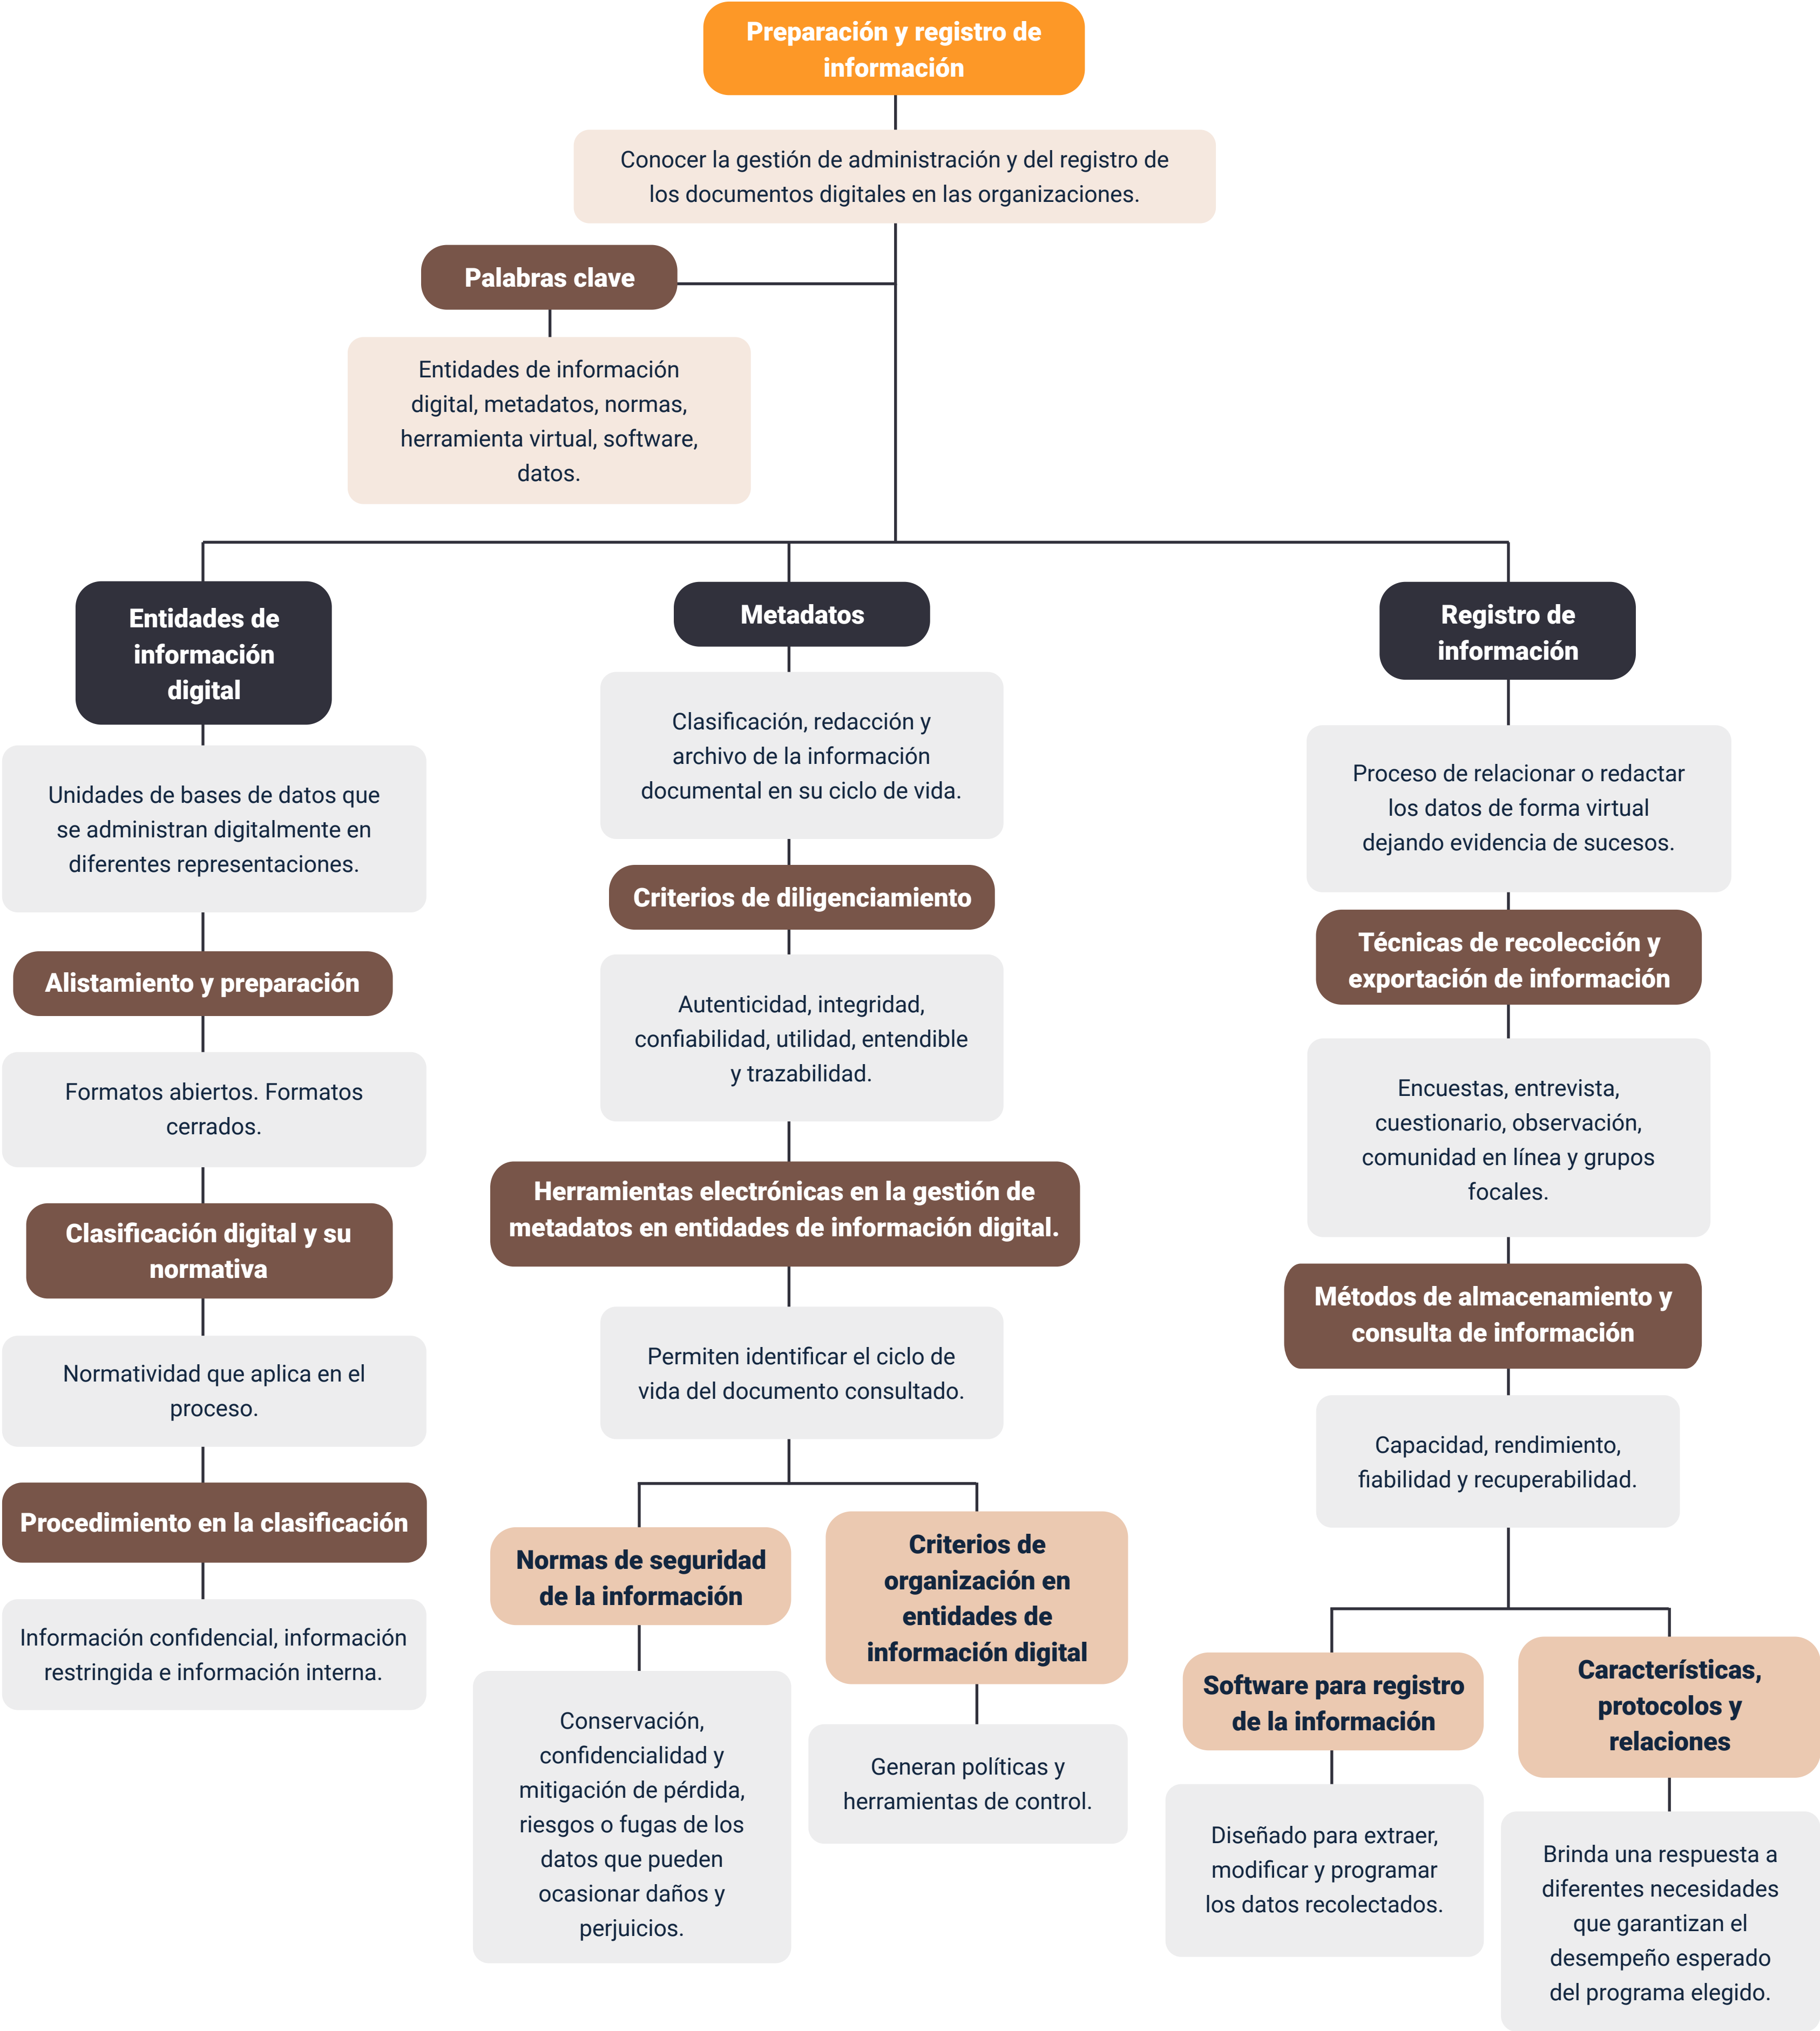 Preparación y registro de
información
Conocer la gestión de administración y del registro de
los documentos digitales en las organizaciones.
Palabras clave
Entidades de información
digital, metadatos, normas,
herramienta virtual, software,
datos.
Entidades de
información
digital
Unidades de bases de datos que
se administran digitalmente en
diferentes representaciones.
Alistamiento y preparación
Formatos abiertos. Formatos
cerrados.
Clasificación digital y su
normativa
Normatividad que aplica en el
proceso.
Procedimiento en la clasificación
Información confidencial, información
restringida e información interna.
Metadatos
Clasificación, redacción y
archivo de la información
documental en su ciclo de vida.
Criterios de diligenciamiento
Autenticidad, integridad,
confiabilidad, utilidad, entendible
y trazabilidad.
Herramientas electrónicas en la gestión de
metadatos en entidades de información digital.
Permiten identificar el ciclo de
vida del documento consultado.
Normas de seguridad
de la información
Conservación,
confidencialidad y
mitigación de pérdida,
riesgos o fugas de los
datos que pueden
ocasionar daños y
perjuicios.
Criterios de
organización en
entidades de
información digital
Generan políticas y
herramientas de control.
Registro de
información
Proceso de relacionar o redactar
los datos de forma virtual
dejando evidencia de sucesos.
Técnicas de recolección y
exportación de información
Encuestas, entrevista,
cuestionario, observación,
comunidad en línea y grupos
focales.
Métodos de almacenamiento y
consulta de información
Capacidad, rendimiento,
fiabilidad y recuperabilidad.
Software para registro
de la información
Diseñado para extraer,
modificar y programar
los datos recolectados.
Características,
protocolos y
relaciones
Brinda una respuesta a
diferentes necesidades
que garantizan el
desempeño esperado
del programa elegido.